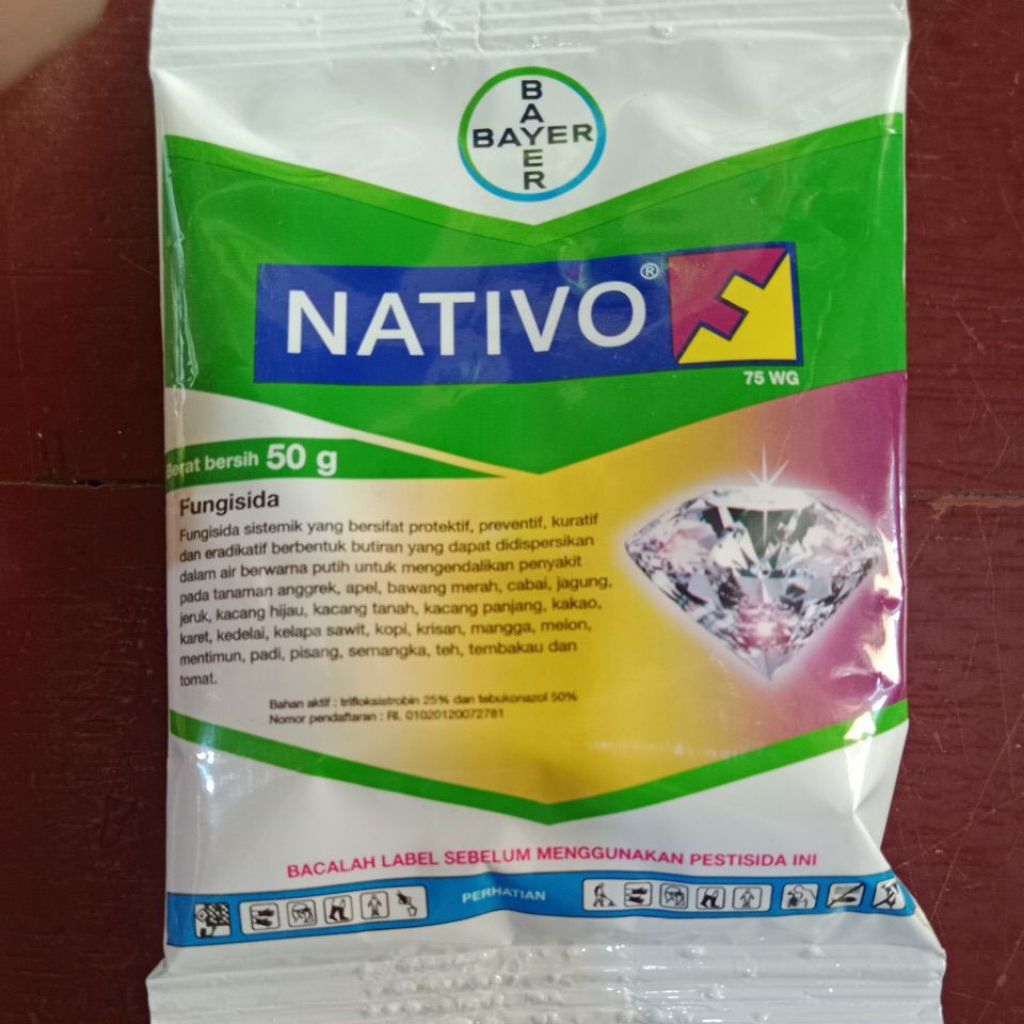 BAYER
BAYER
NATIVO®
75 WG
Berat bersih 50 g
Fungisida
Fungisida sistemik yang bersifat protektif, preventif, kuratif
dan eradikatif berbentuk butiran yang dapat didispersikan
dalam air berwarna putih untuk mengendalikan penyakit
pada tanaman anggrek, apel, bawang merah, cabai, jagung,
jeruk, kacang hijau, kacang tanah, kacang panjang, kakao,
karet, kedelai, kelapa sawit, kopi, krisan, mangga, melon,
mentimun, padi, pisang, semangka, teh, tembakau dan
tomat.
Bahan aktif : trifloksistrobin 25% dan tebukonazol 50%
Nomor pendaftaran : RI. 01020120072781
BACALAH LABEL SEBELUM MENGGUNAKAN PESTISIDA INI
PERHATIAN